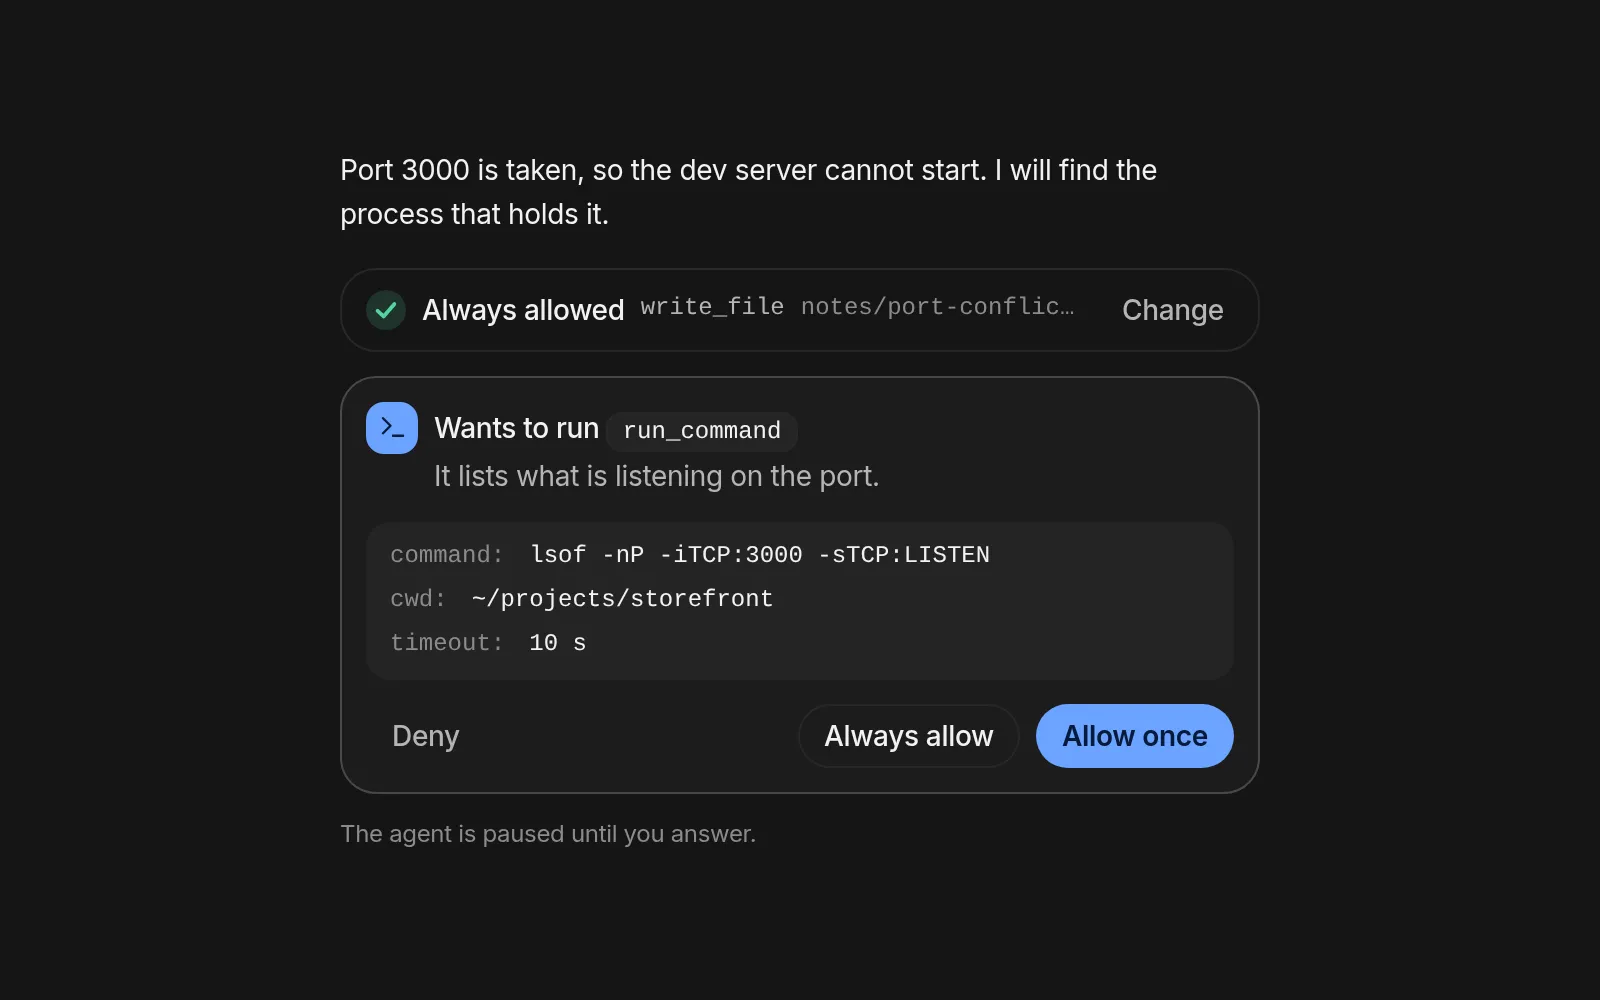 Port 3000 is taken, so the dev server cannot start. I will find the
process that holds it.
Always allowed write_file notes/port-conflic… Change
>_ Wants to run run_command
It lists what is listening on the port.
command: lsof -nP -iTCP:3000 -sTCP:LISTEN
cwd: ~/projects/storefront
timeout: 10 s
Deny Always allow Allow once
The agent is paused until you answer.